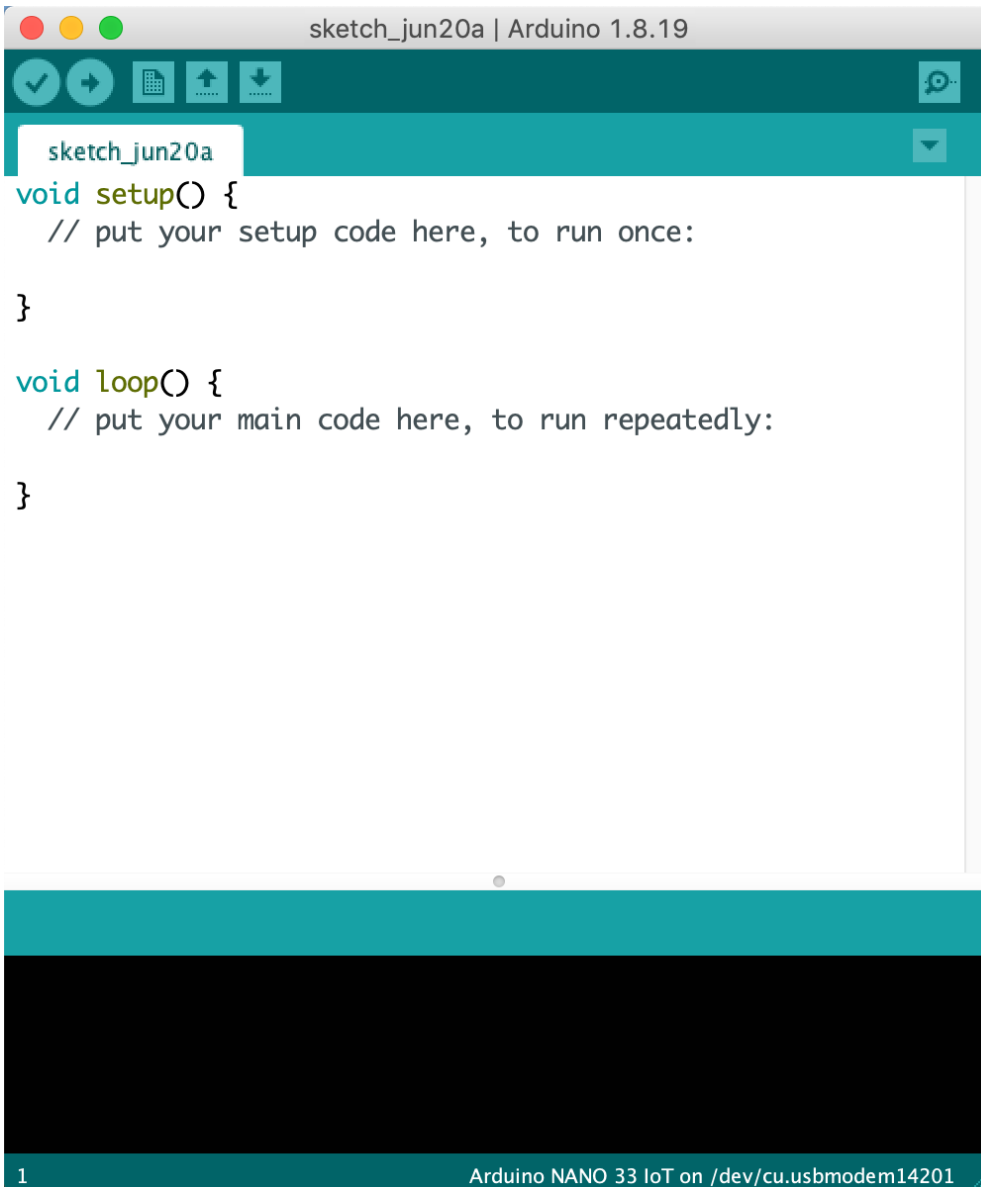 sketch_jun20a | Arduino 1.8.19
sketch_jun20a
void setup() {
  // put your setup code here, to run once:

}

void loop() {
  // put your main code here, to run repeatedly:

}
1
Arduino NANO 33 IoT on /dev/cu.usbmodem14201